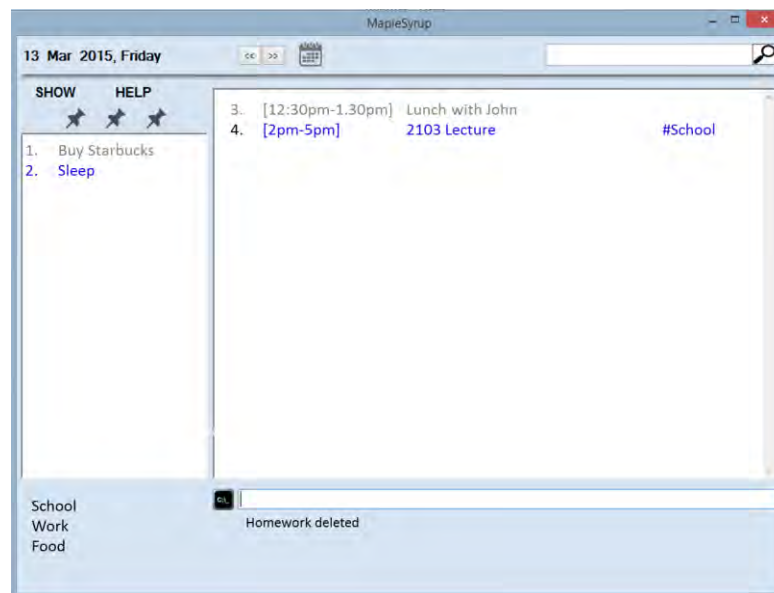 MapleSyrup
13 Mar 2015, Friday
<< >>
SHOW HELP
1. Buy Starbucks
2. Sleep
3. [12:30pm-1.30pm] Lunch with John
4. [2pm-5pm] 2103 Lecture #School
School
Work
Food
C:\_
Homework deleted